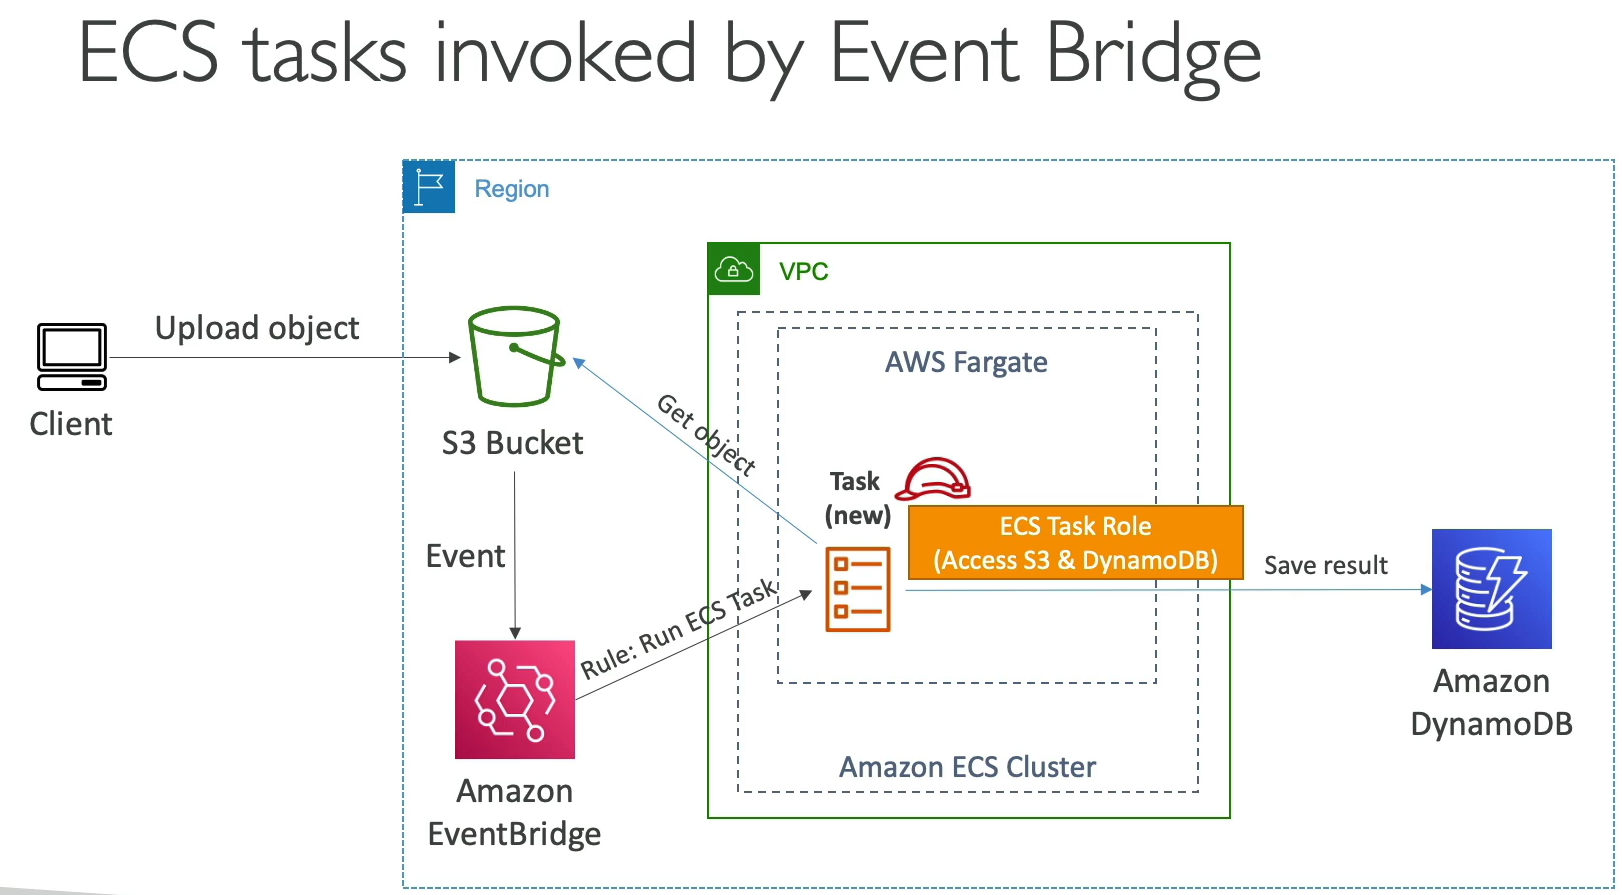 ECS tasks invoked by Event Bridge
Region
VPC
Upload object
AWS Fargate
Client
S3 Bucket
Get object
Task
(new)
ECS Task Role
(Access S3 & DynamoDB)
Event
Save result
Rule: Run ECS Task
Amazon
DynamoDB
Amazon ECS Cluster
Amazon
EventBridge